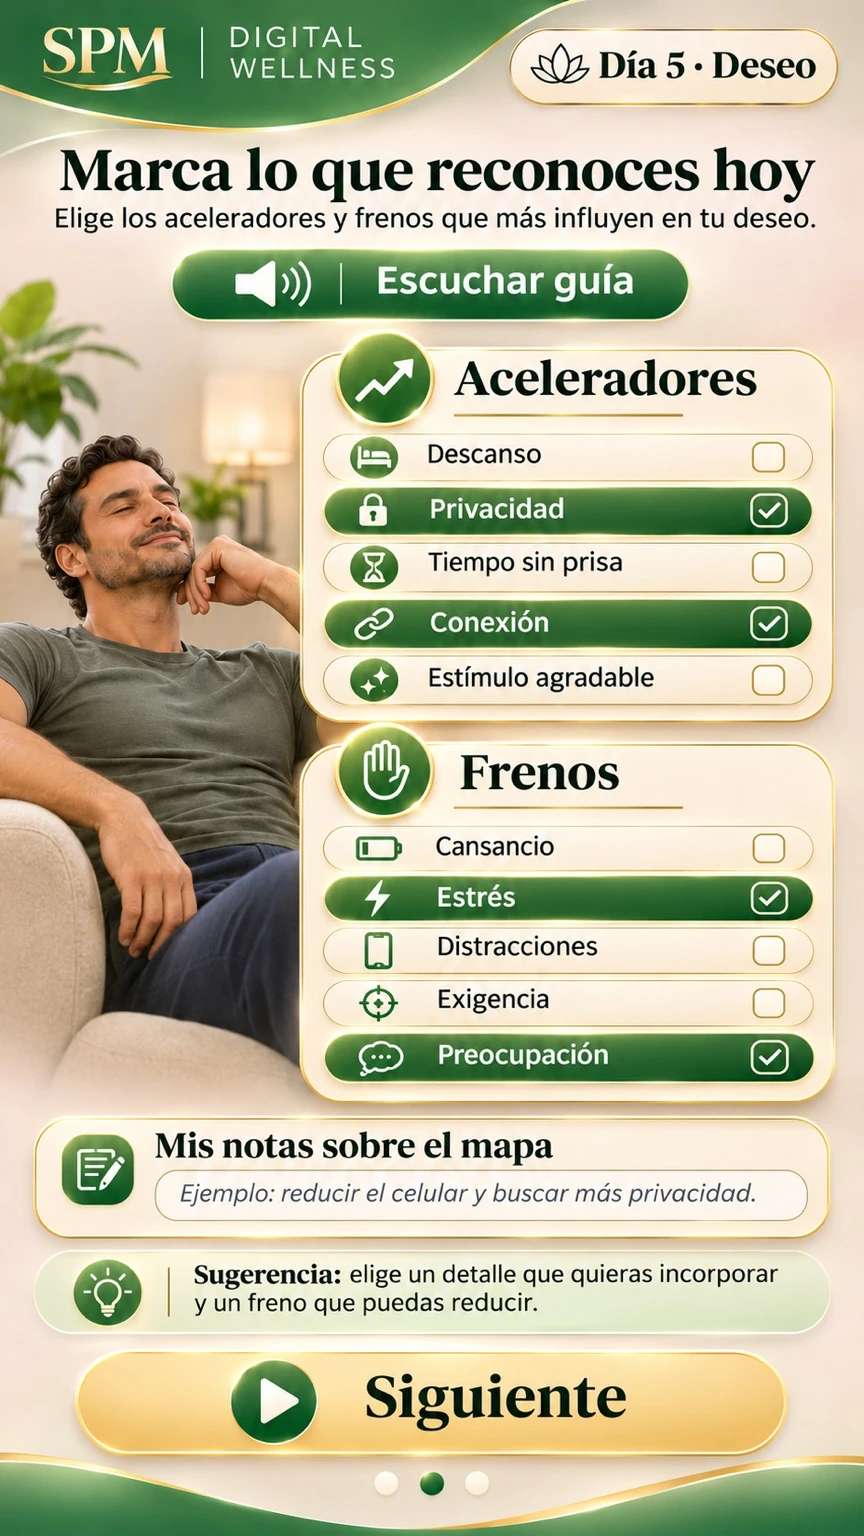 SPM
DIGITAL
WELLNESS
Día 5 · Deseo
Marca lo que reconoces hoy
Elige los aceleradores y frenos que más influyen en tu deseo.
Escuchar guía
Aceleradores
Descanso
Privacidad
Tiempo sin prisa
Conexión
Estímulo agradable
Frenos
Cansancio
Estrés
Distracciones
Exigencia
Preocupación
Mis notas sobre el mapa
Ejemplo: reducir el celular y buscar más privacidad.
Sugerencia: elige un detalle que quieras incorporar
y un freno que puedas reducir.
Siguiente